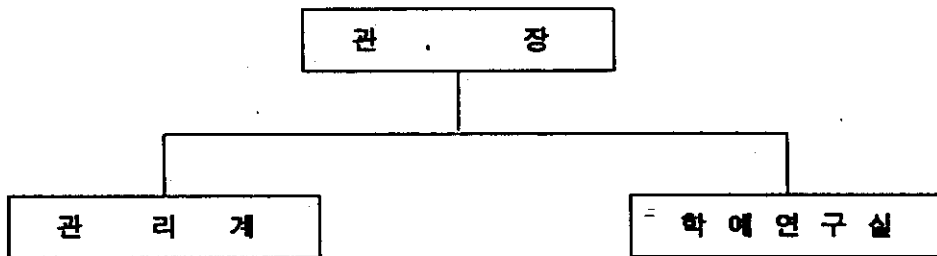 관 장
관 리 계
학 예 연 구 실